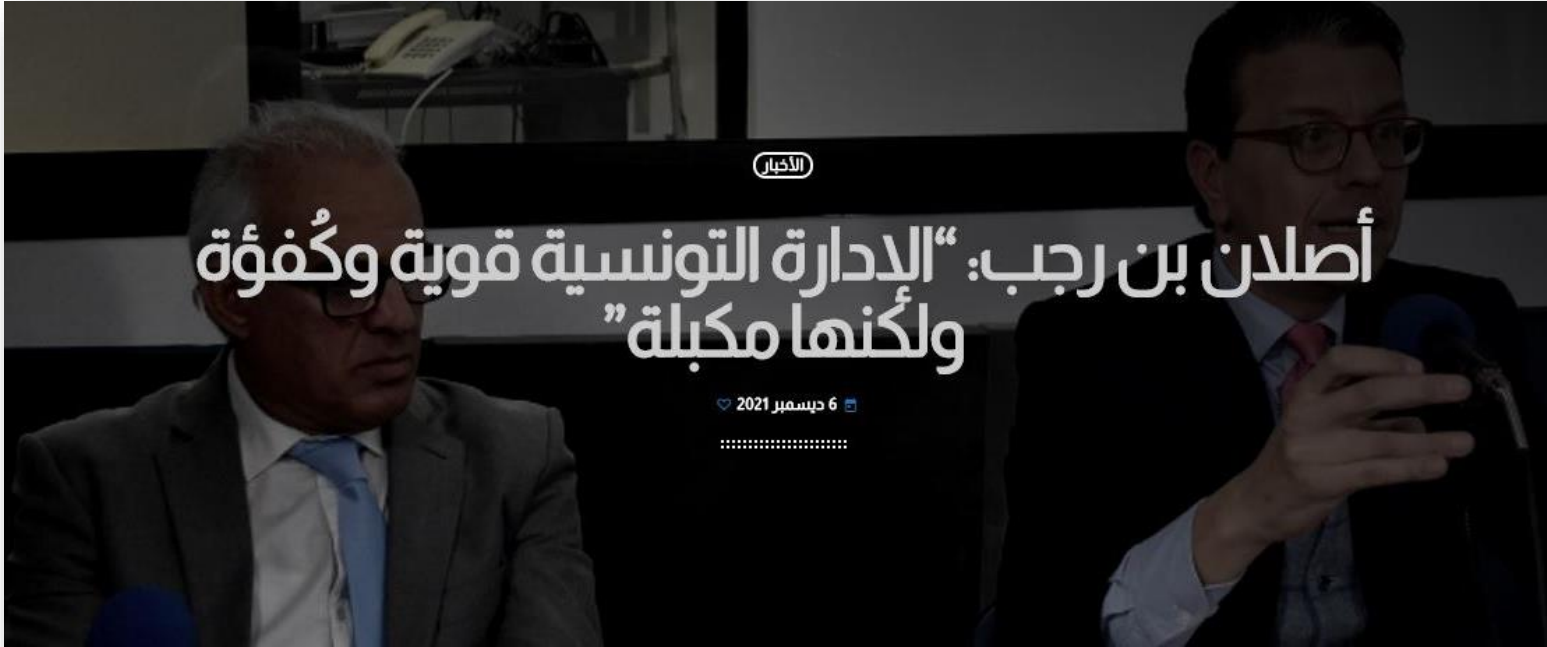 الأخبار
أصلان بن رجب: “الإدارة التونسية قوية وكُفؤة
ولكنها مكبلة”
6 ديسمبر 2021